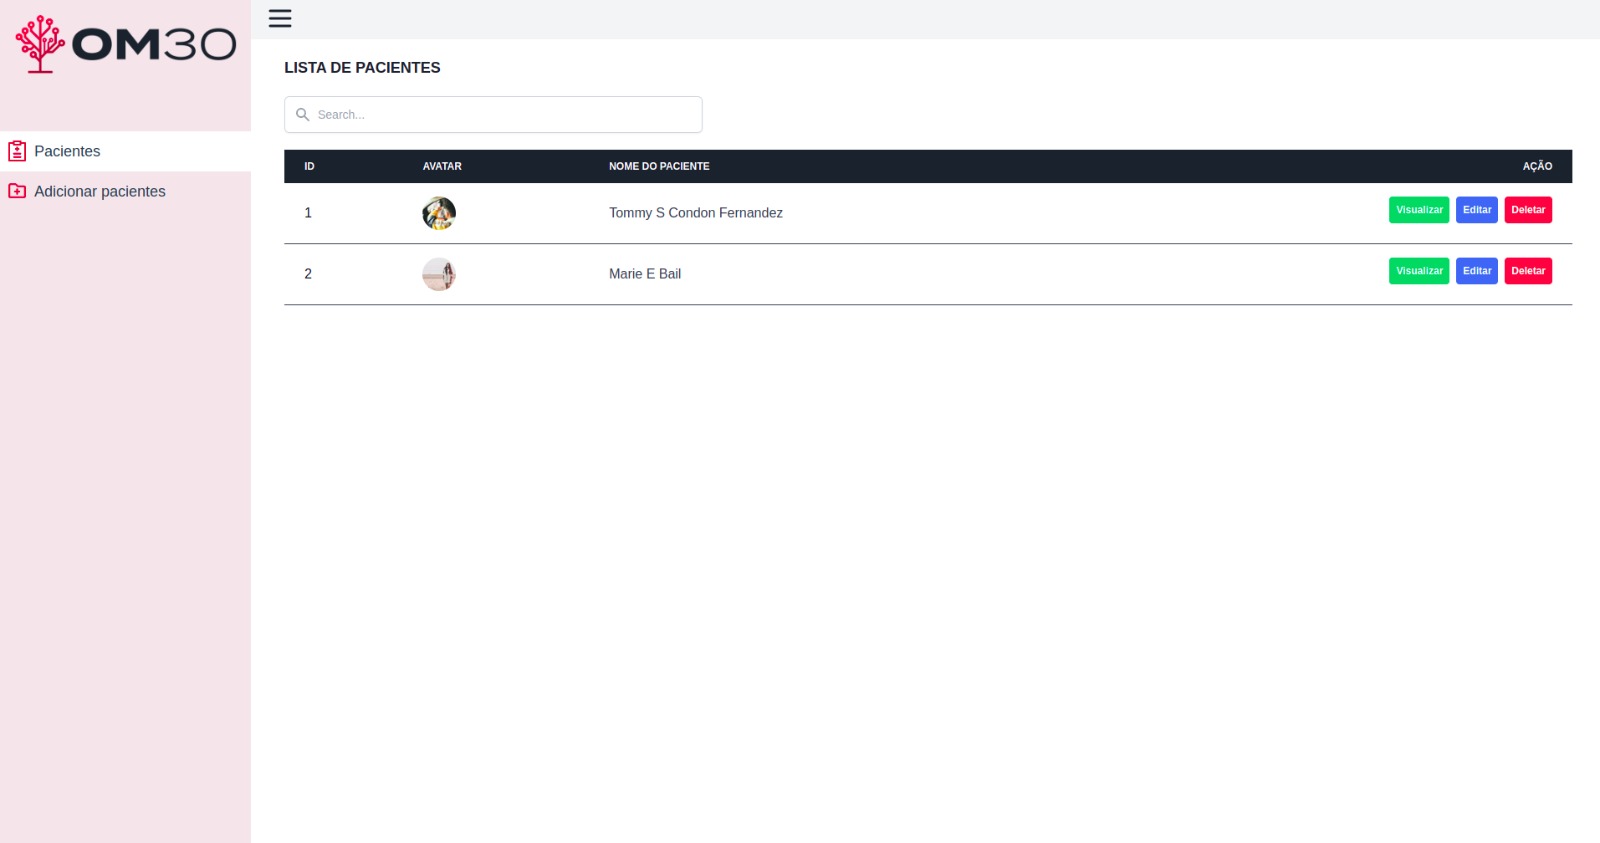 OM30
Pacientes
Adicionar pacientes
LISTA DE PACIENTES
Search...
ID AVATAR NOME DO PACIENTE AÇÃO
1 Tommy S Condon Fernandez Visualizar Editar Deletar
2 Marie E Bail Visualizar Editar Deletar